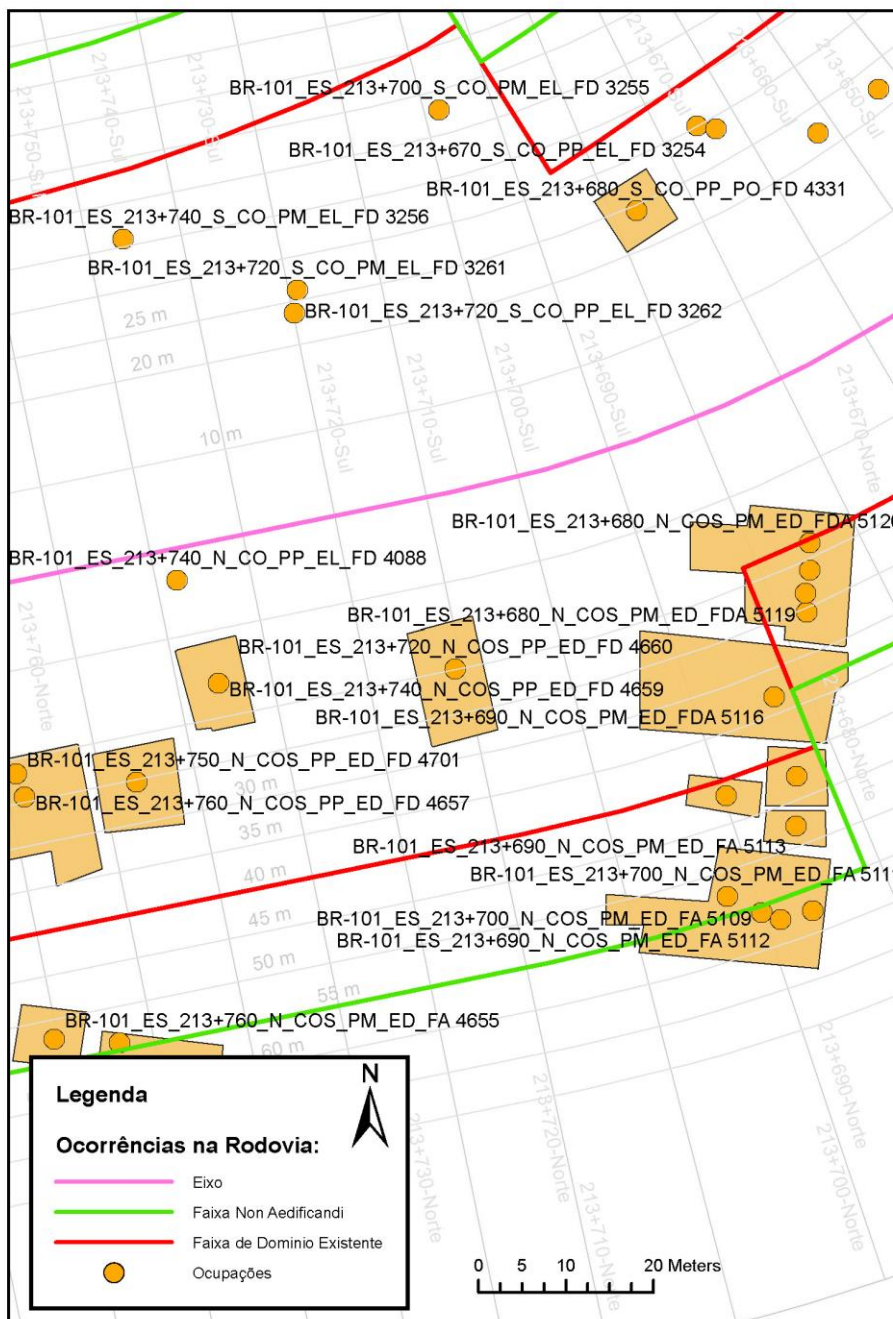 213+740-Sul
213+730-Sul
213+670-Sul
213+660-Sul
213+650-Sul
213+750-Sul
BR-101_ES_213+700_S_CO_PM_EL_FD 3255
BR-101_ES_213+670_S_CO_PP_EL_FD 3254
BR-101_ES_213+680_S_CO_PP_PO_FD 4331
BR-101_ES_213+740_S_CO_PM_EL_FD 3256
BR-101_ES_213+720_S_CO_PM_EL_FD 3261
BR-101_ES_213+720_S_CO_PP_EL_FD 3262
25 m
20 m
213+720-Sul
213+710-Sul
213+700-Sul
213+690-Sul
213+670-Norte
10 m
BR-101_ES_213+680_N_COS_PM_ED_FDA 5120
BR-101_ES_213+740_N_CO_PP_EL_FD 4088
BR-101_ES_213+680_N_COS_PM_ED_FDA 5119
BR-101_ES_213+720_N_COS_PP_ED_FD 4660
BR-101_ES_213+740_N_COS_PP_ED_FD 4659
BR-101_ES_213+690_N_COS_PM_ED_FDA 5116
213+760-Norte
213+680-Norte
BR-101_ES_213+750_N_COS_PP_ED_FD 4701
BR-101_ES_213+760_N_COS_PP_ED_FD 4657
30 m
35 m
BR-101_ES_213+690_N_COS_PM_ED_FA 5113
40 m
BR-101_ES_213+700_N_COS_PM_ED_FA 511
45 m
BR-101_ES_213+700_N_COS_PM_ED_FA 5109
BR-101_ES_213+690_N_COS_PM_ED_FA 5112
50 m
55 m
BR-101_ES_213+760_N_COS_PM_ED_FA 4655
60 m
213+690-Norte
213+700-Norte
213+730-Norte
213+720-Norte
213+710-Norte
N
Legenda
Ocorrências na Rodovia:
Eixo
Faixa Non Aedificandi
Faixa de Dominio Existente
Ocupações
0 5 10 20 Meters